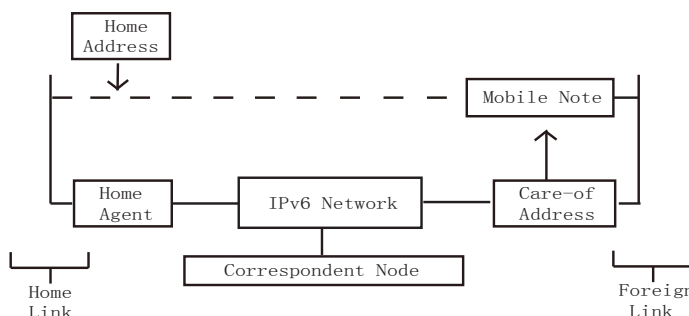 Home
Address
Mobile Note
Home
Agent
IPv6 Network
Care-of
Address
Correspondent Node
Home
Link
Foreign
Link